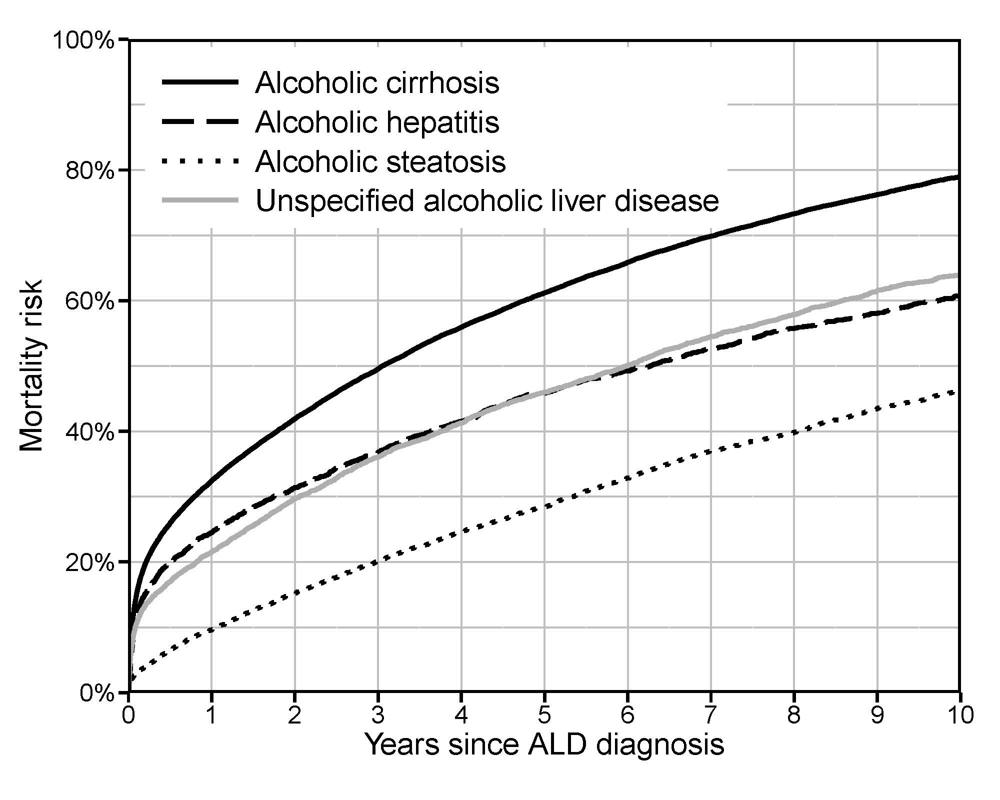 100%
80%
60%
40%
20%
0%
Mortality risk
Alcoholic cirrhosis
Alcoholic hepatitis
Alcoholic steatosis
Unspecified alcoholic liver disease
0 1 2 3 4 5 6 7 8 9 10
Years since ALD diagnosis